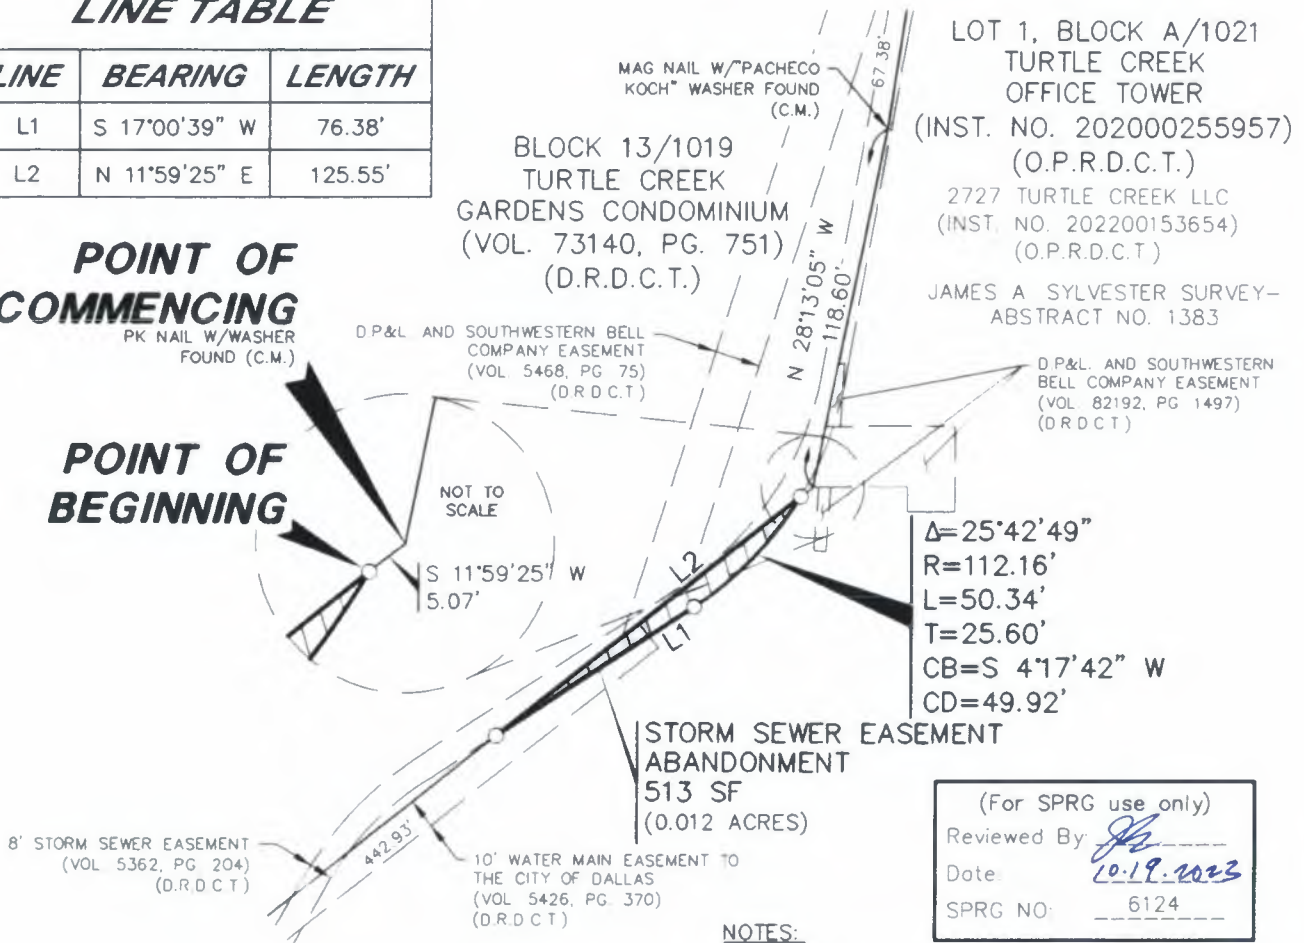 LINE TABLE
LINE BEARING LENGTH
L1 S 17°00'39" W 76.38'
L2 N 11°59'25" E 125.55'
MAG NAIL W/"PACHECO
KOCH" WASHER FOUND
(C.M.)
67.38'
LOT 1, BLOCK A/1021
TURTLE CREEK
OFFICE TOWER
(INST. NO. 202000255957)
(O.P.R.D.C.T.)
2727 TURTLE CREEK LLC
(INST. NO. 202200153654)
(O.P.R.D.C.T)
JAMES A SYLVESTER SURVEY-
ABSTRACT NO. 1383
BLOCK 13/1019
TURTLE CREEK
GARDENS CONDOMINIUM
(VOL. 73140, PG. 751)
(D.R.D.C.T.)
N 28°13'05" W
118.60'
POINT OF
COMMENCING
PK NAIL W/WASHER
FOUND (C.M.)
D.P&L. AND SOUTHWESTERN BELL
COMPANY EASEMENT
(VOL. 5468, PG 75)
(D.R.D.C.T)
D.P&L. AND SOUTHWESTERN
BELL COMPANY EASEMENT
(VOL. 82192, PG 1497)
(DRDCT)
POINT OF
BEGINNING
NOT TO
SCALE
S 11°59'25" W
5.07'
L2
L1
Δ=25°42'49"
R=112.16'
L=50.34'
T=25.60'
CB=S 4°17'42" W
CD=49.92'
STORM SEWER EASEMENT
ABANDONMENT
513 SF
(0.012 ACRES)
442.93'
8' STORM SEWER EASEMENT
(VOL 5362, PG 204)
(D.R.D.C.T)
10' WATER MAIN EASEMENT TO
THE CITY OF DALLAS
(VOL 5426, PG. 370)
(D.R.D.C.T)
(For SPRG use only)
Reviewed By:
Date: 10.19.2023
SPRG NO: 6124
NOTES: